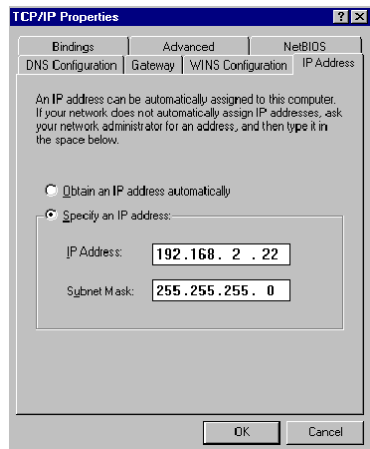 TCP/IP Properties
Bindings Advanced NetBIOS
DNS Configuration Gateway WINS Configuration IP Address
An IP address can be automatically assigned to this computer.
If your network does not automatically assign IP addresses, ask
your network administrator for an address, and then type it in
the space below.
Obtain an IP address automatically
Specify an IP address:
IP Address: 192.168. 2 .22
Subnet Mask: 255.255.255. 0
OK Cancel